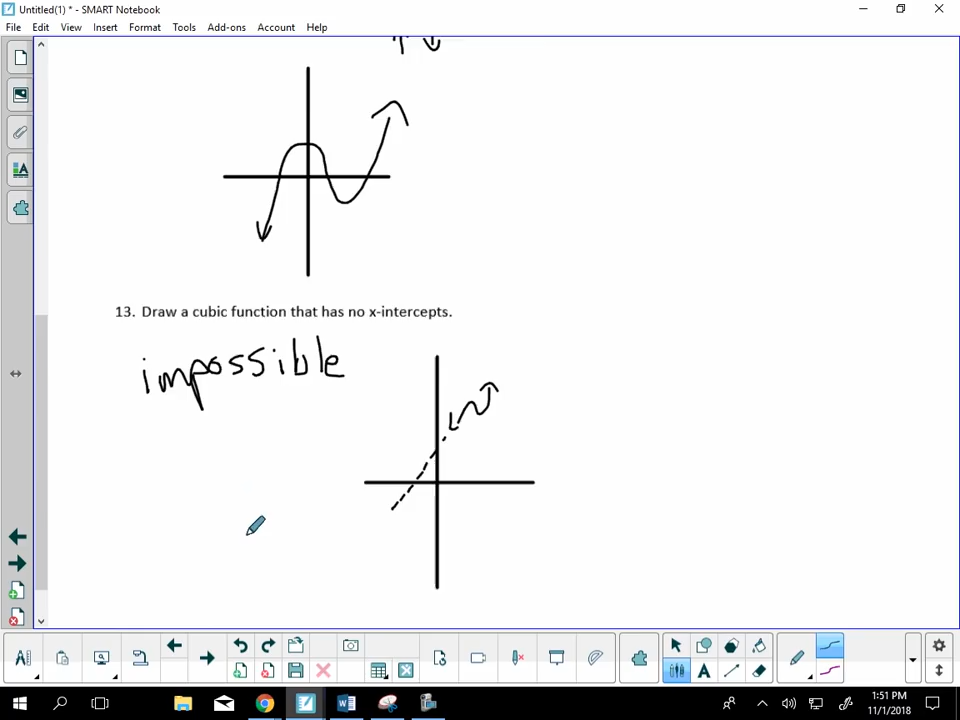 Untitled(1) * - SMART Notebook
File Edit View Insert Format Tools Add-ons Account Help
13. Draw a cubic function that has no x-intercepts.
impossible
1:51 PM
11/1/2018